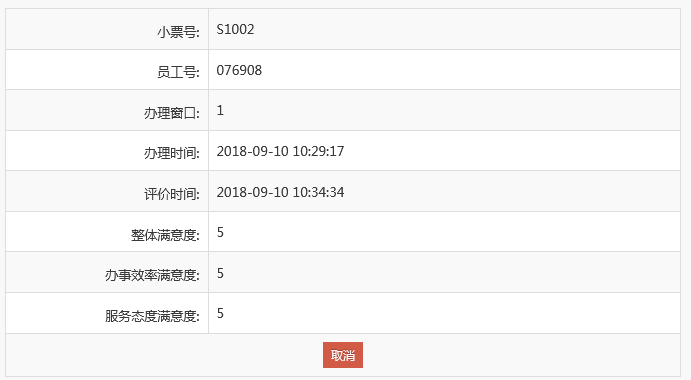 小票号: S1002
员工号: 076908
办理窗口: 1
办理时间: 2018-09-10 10:29:17
评价时间: 2018-09-10 10:34:34
整体满意度: 5
办事效率满意度: 5
服务态度满意度: 5
取消